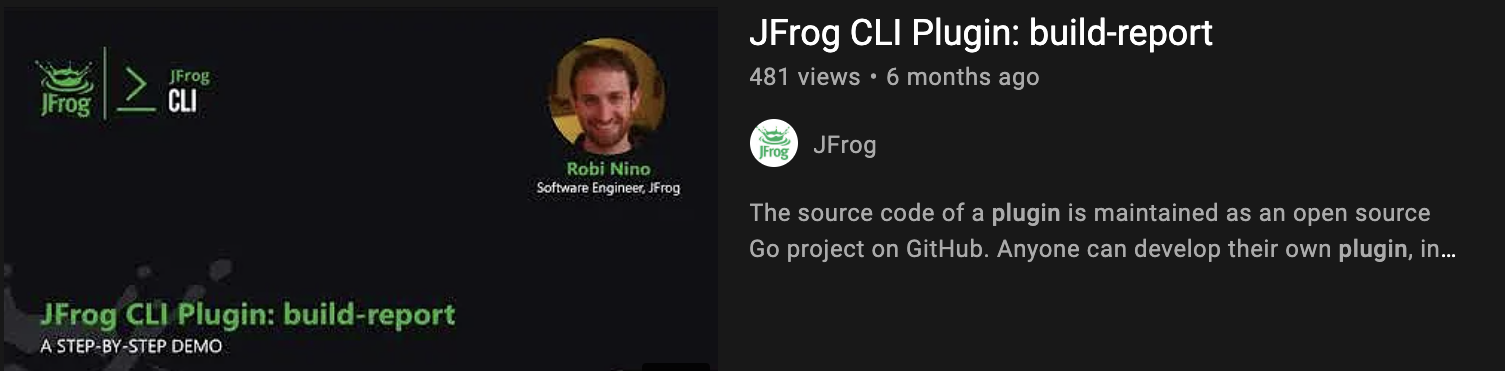 JFrog
JFrog
CLI
Robi Nino
Software Engineer, JFrog
JFrog CLI Plugin: build-report
A STEP-BY-STEP DEMO
JFrog CLI Plugin: build-report
481 views • 6 months ago
JFrog
JFrog
The source code of a plugin is maintained as an open source
Go project on GitHub. Anyone can develop their own plugin, in...